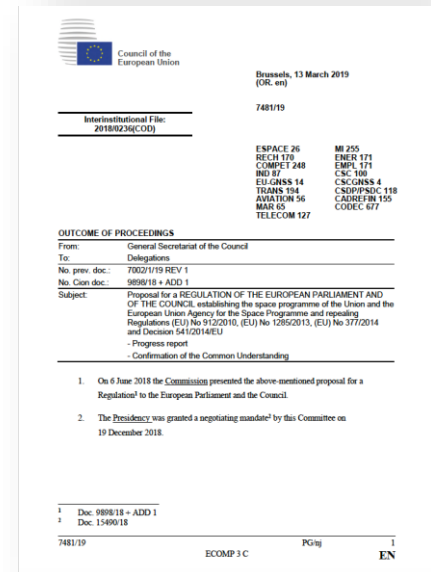 Council of the
European Union
Brussels, 13 March 2019
(OR. en)
7481/19
Interinstitutional File:
2018/0236(COD)
ESPACE 26
RECH 170
COMPET 248
IND 87
EU-GNSS 14
TRANS 194
AVIATION 56
MAR 65
TELECOM 127
MI 255
ENER 171
EMPL 171
CSC 100
CSCGNSS 4
CSDP/PSDC 118
CADREFIN 155
CODEC 677
OUTCOME OF PROCEEDINGS
From: General Secretariat of the Council
To: Delegations
No. prev. doc.: 7002/1/19 REV 1
No. Cion doc.: 9898/18 + ADD 1
Subject: Proposal for a REGULATION OF THE EUROPEAN PARLIAMENT AND
OF THE COUNCIL establishing the space programme of the Union and the
European Union Agency for the Space Programme and repealing
Regulations (EU) No 912/2010, (EU) No 1285/2013, (EU) No 377/2014
and Decision 541/2014/EU
- Progress report
- Confirmation of the Common Understanding
1. On 6 June 2018 the Commission presented the above-mentioned proposal for a
Regulation¹ to the European Parliament and the Council.
2. The Presidency was granted a negotiating mandate² by this Committee on
19 December 2018.
1 Doc. 9898/18 + ADD 1
2 Doc. 15490/18
7481/19 PG/nj 1
ECOMP 3 C EN